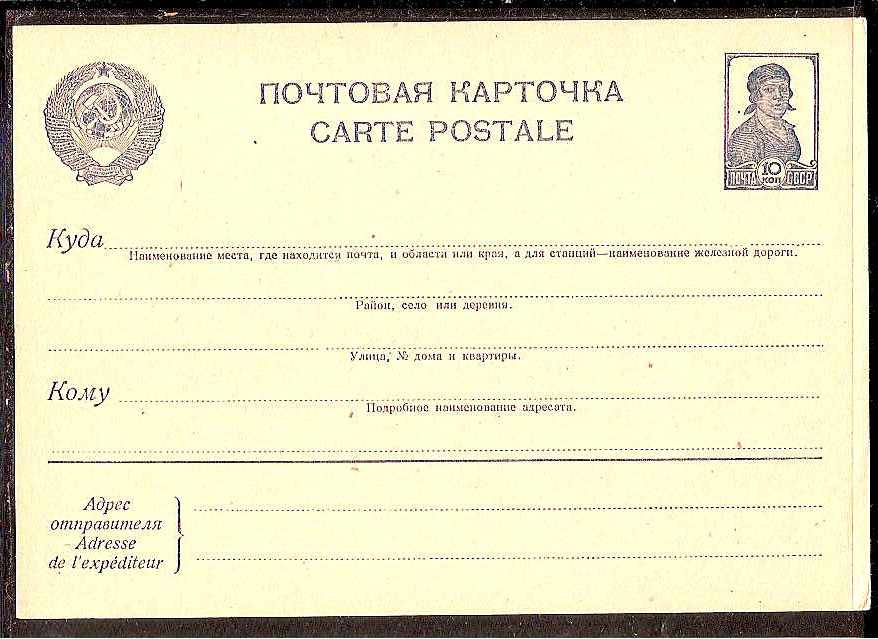 ПОЧТОВАЯ КАРТОЧКА
CARTE POSTALE
10
КОП
ПОЧТА СССР
Куда
Наименование места, где находится почта, и области или края, а для станций—наименование железной дороги.
Район, село или деревня.
Улица, № дома и квартиры.
Кому
Подробное наименование адресата.
Адрес
отправителя
Adresse
de l'expéditeur